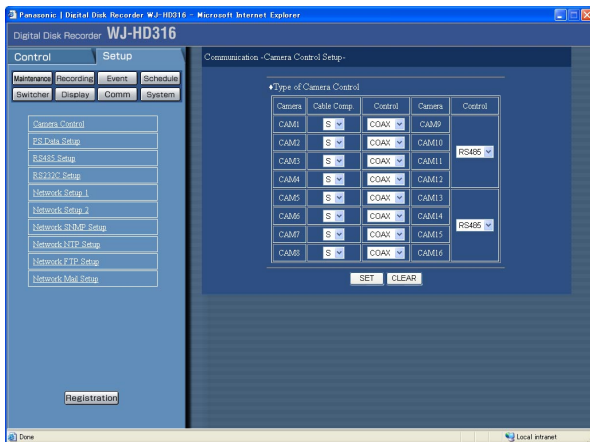 Panasonic | Digital Disk Recorder WJ-HD316 - Microsoft Internet Explorer
Digital Disk Recorder WJ-HD316
Control Setup
Maintenance Recording Event Schedule
Switcher Display Comm System
Camera Control
PS Data Setup
RS485 Setup
RS232C Setup
Network Setup 1
Network Setup 2
Network SNMP Setup
Network NTP Setup
Network FTP Setup
Network Mail Setup
Registration
Communication -Camera Control Setup-
♦Type of Camera Control
Camera Cable Comp. Control Camera Control
CAM1 S COAX CAM9
CAM2 S COAX CAM10
RS485
CAM3 S COAX CAM11
CAM4 S COAX CAM12
CAM5 S COAX CAM13
CAM6 S COAX CAM14
RS485
CAM7 S COAX CAM15
CAM8 S COAX CAM16
SET CLEAR
Done Local intranet